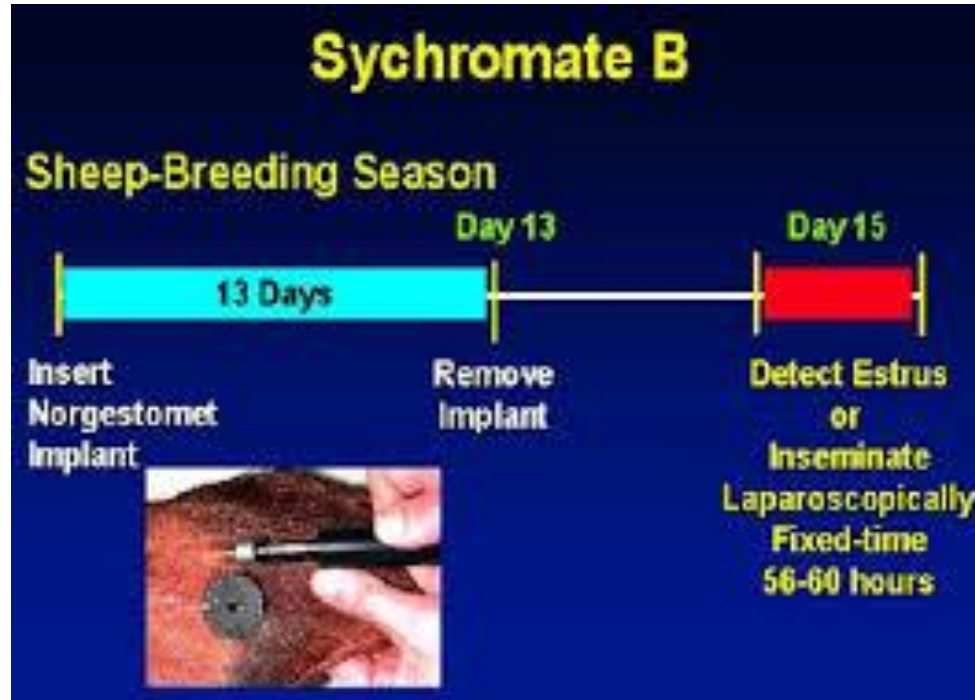 Sychromate B
Sheep-Breeding Season
Day 13
Day 15
13 Days
Insert
Norgestomet
Implant
Remove
Implant
Detect Estrus
or
Inseminate
Laparoscopically
Fixed-time
56-60 hours